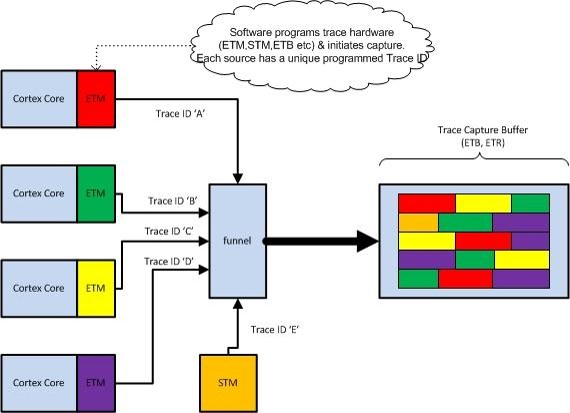 Software programs trace hardware
(ETM,STM,ETB etc) & initiates capture.
Each source has a unique programmed Trace ID
Cortex Core
ETM
Trace ID 'A'
Trace Capture Buffer
(ETB, ETR)
Cortex Core
ETM
Trace ID 'B'
Trace ID 'C'
funnel
Trace ID 'D'
Cortex Core
ETM
Trace ID 'E'
Cortex Core
ETM
STM